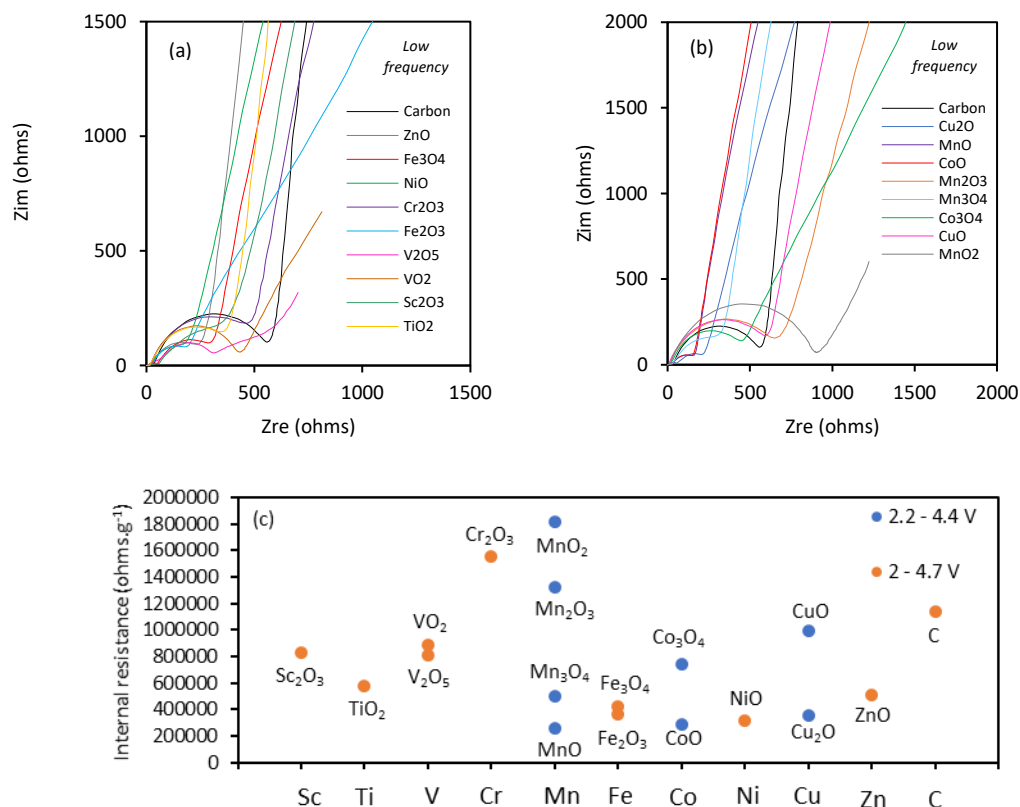 (a)
Low
frequency
Zim (ohms)
1500
1000
500
0
Carbon
ZnO
Fe3O4
NiO
Cr2O3
Fe2O3
V2O5
VO2
Sc2O3
TiO2
0 500 1000 1500
Zre (ohms)
(b)
Low
frequency
Zim (ohms)
2000
1500
1000
500
0
Carbon
Cu2O
MnO
CoO
Mn2O3
Mn3O4
Co3O4
CuO
MnO2
0 500 1000 1500 2000
Zre (ohms)
(c)
Internal resistance (ohms.g⁻¹)
2000000
1800000
1600000
1400000
1200000
1000000
800000
600000
400000
200000
0
2.2 - 4.4 V
2 - 4.7 V
Sc₂O₃
TiO₂
VO₂
V₂O₅
Cr₂O₃
MnO₂
Mn₂O₃
Mn₃O₄
MnO
Fe₃O₄
Fe₂O₃
Co₃O₄
CoO
NiO
CuO
Cu₂O
ZnO
C
Sc Ti V Cr Mn Fe Co Ni Cu Zn C